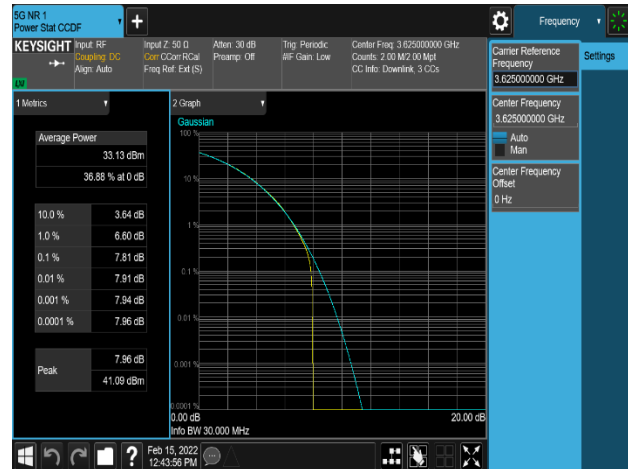 5G NR 1
Power Stat CCDF
Frequency
KEYSIGHT
Input: RF
Coupling: DC
Align: Auto
Input Z: 50 Ω
Corr CCorr RCal
Freq Ref: Ext (S)
Atten: 30 dB
Preamp: Off
Trig: Periodic
#IF Gain: Low
Center Freq: 3.625000000 GHz
Counts: 2.00 M/2.00 Mpt
CC Info: Downlink, 3 CCs
1 Metrics
Average Power
33.13 dBm
36.88 % at 0 dB
10.0 % 3.64 dB
1.0 % 6.60 dB
0.1 % 7.81 dB
0.01 % 7.91 dB
0.001 % 7.94 dB
0.0001 % 7.96 dB
Peak
7.96 dB
41.09 dBm
2 Graph
Gaussian
100 %
10 %
1 %
0.1 %
0.01 %
0.001 %
0.0001 %
0.00 dB
20.00 dB
Info BW 30.000 MHz
Carrier Reference
Frequency
3.625000000 GHz
Center Frequency
3.625000000 GHz
Auto
Man
Center Frequency
Offset
0 Hz
Settings
?
Feb 15, 2022
12:43:56 PM